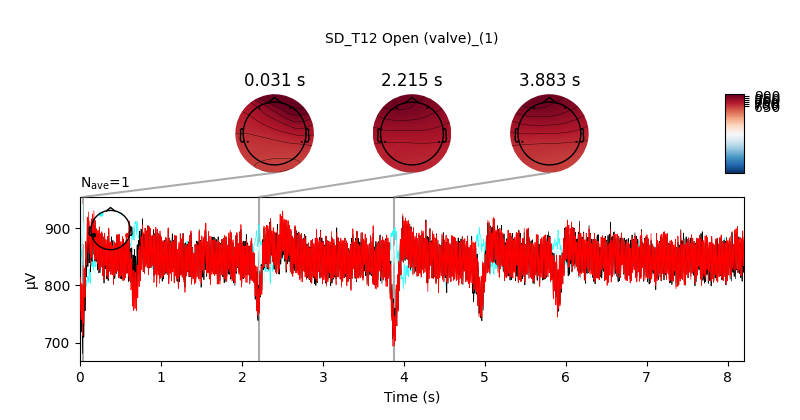 SD_T12 Open (valve)_(1)
0.031 s 2.215 s 3.883 s
Nave=1
900
800
700
μV
0 1 2 3 4 5 6 7 8
Time (s)